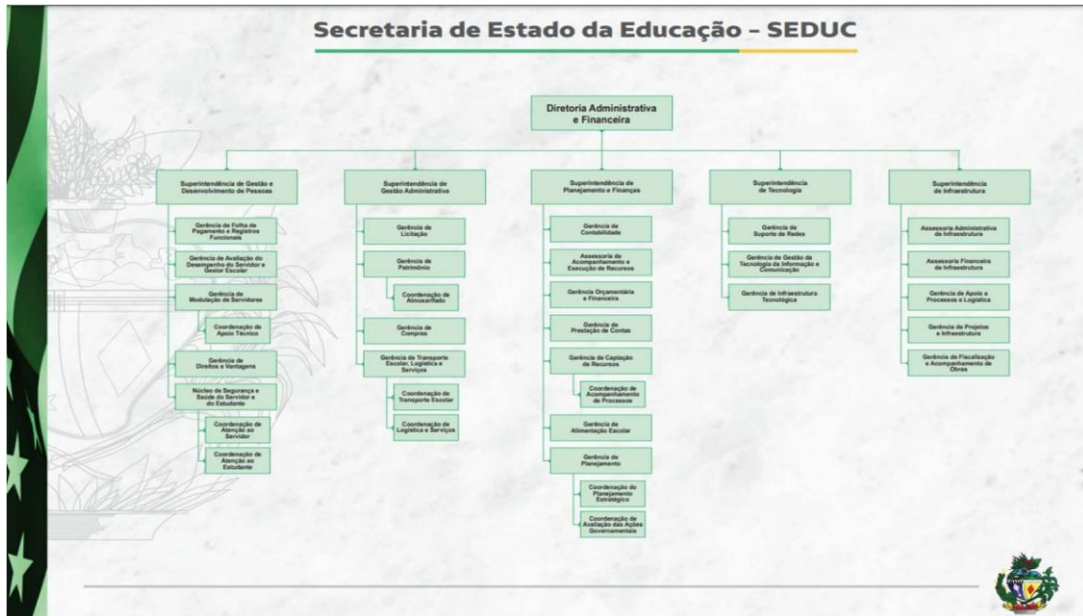 Secretaria de Estado da Educação – SEDUC
Diretoria Administrativa
e Financeira
Superintendência de Gestão e
Desenvolvimento de Pessoas
Gerência de Folha de
Pagamento e Registros
Funcionais
Gerência de Avaliação do
Desempenho do Servidor e
Gestor Escolar
Gerência de
Modulação de Servidores
Coordenação de
Apoio Técnico
Gerência de
Direitos e Vantagens
Núcleo de Segurança e
Saúde do Servidor e
do Estudante
Coordenação de
Atenção ao
Servidor
Coordenação de
Atenção ao
Estudante
Superintendência de
Gestão Administrativa
Gerência de
Licitação
Gerência de
Patrimônio
Coordenação de
Almoxarifado
Gerência de
Compras
Gerência de Transporte
Escolar, Logística e
Serviços
Coordenação de
Transporte Escolar
Coordenação de
Logística e Serviços
Superintendência de
Planejamento e Finanças
Gerência de
Contabilidade
Assessoria de
Acompanhamento e
Execução de Recursos
Gerência Orçamentária
e Financeira
Gerência de
Prestação de Contas
Gerência de Captação
de Recursos
Coordenação de
Acompanhamento
de Processos
Gerência de
Alimentação Escolar
Gerência de
Planejamento
Coordenação do
Planejamento
Estratégico
Coordenação de
Avaliação das Ações
Governamentais
Superintendência
de Tecnologia
Gerência de
Suporte de Redes
Gerência de Gestão da
Tecnologia da Informação e
Comunicação
Gerência de Infraestrutura
Tecnológica
Superintendência
de Infraestrutura
Assessoria Administrativa
de Infraestrutura
Assessoria Financeira
de Infraestrutura
Gerência de Apoio a
Processos e Logística
Gerência de Projetos
e Infraestrutura
Gerência de Fiscalização
e Acompanhamento de
Obras